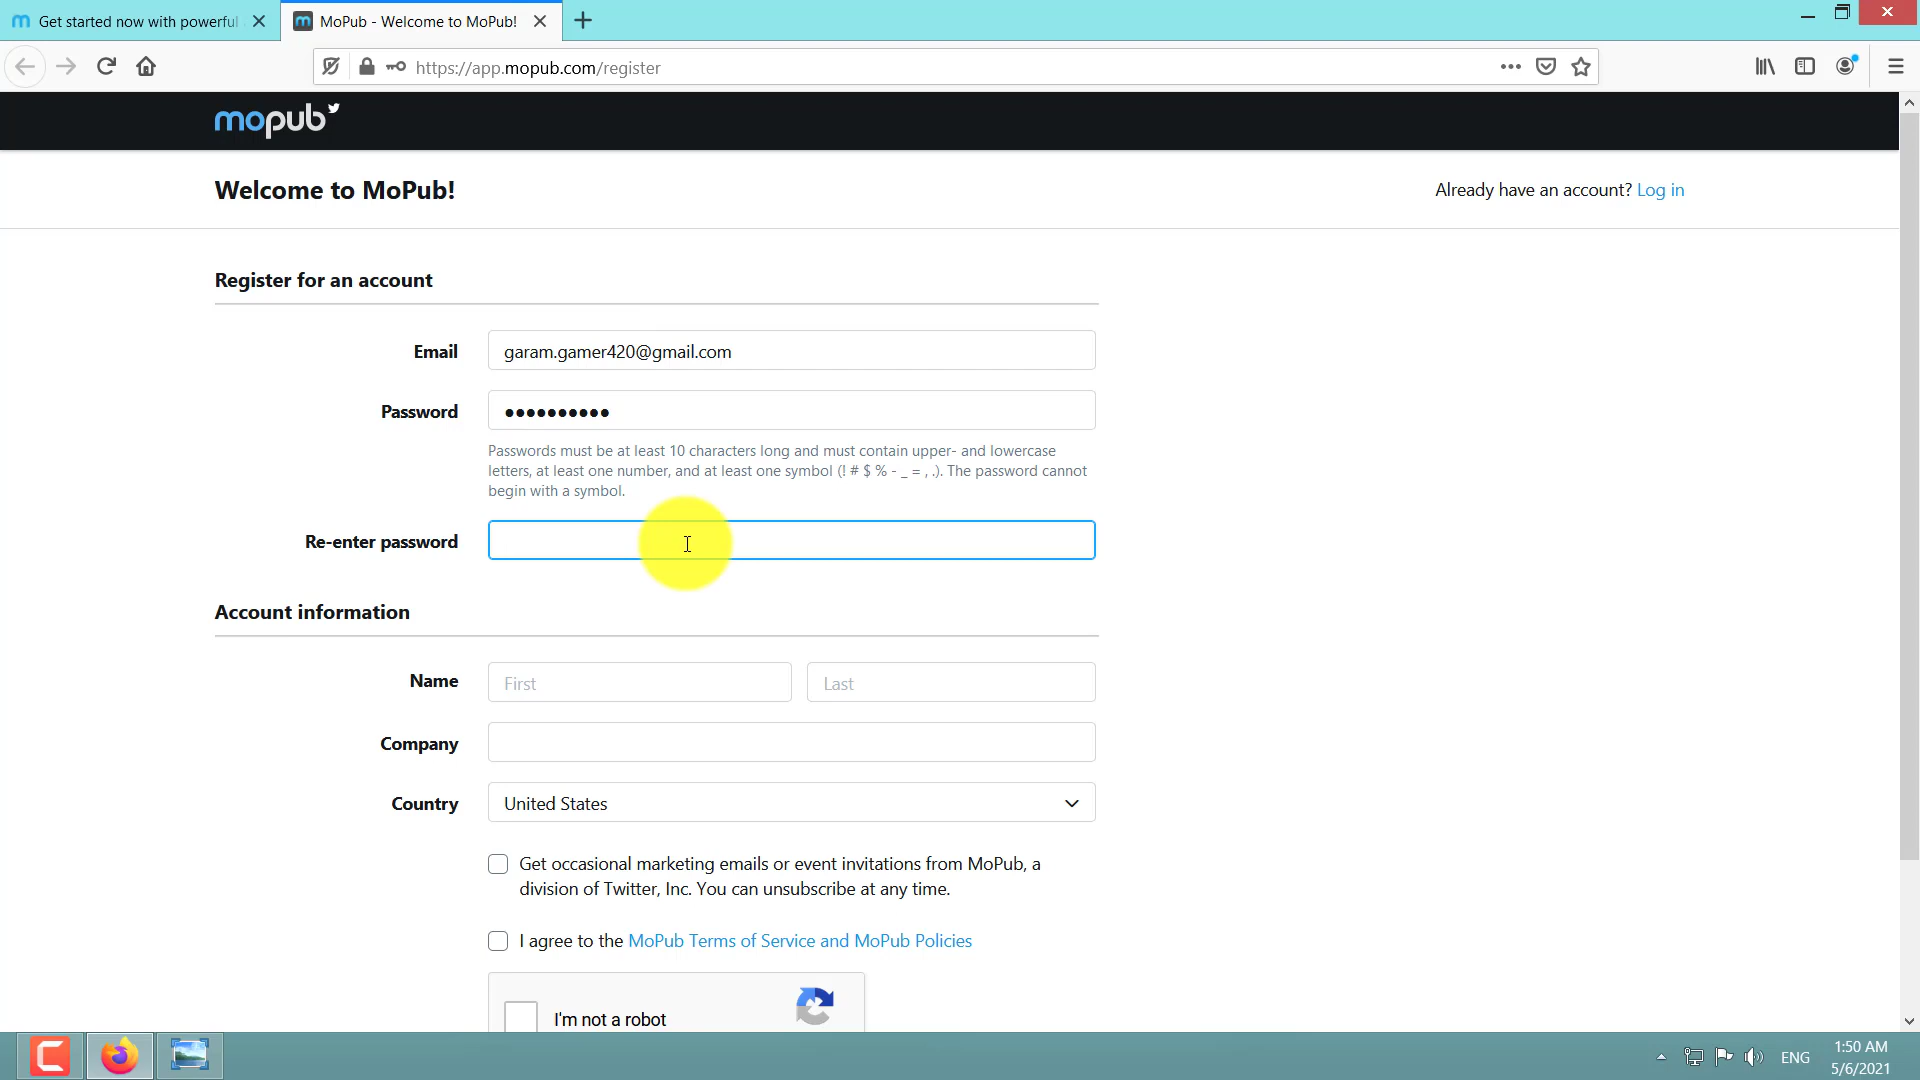 Get started now with powerful
MoPub - Welcome to MoPub!
https://app.mopub.com/register
mopub
Welcome to MoPub!
Already have an account? Log in
Register for an account
Email
garam.gamer420@gmail.com
Password
●●●●●●●●●●
Passwords must be at least 10 characters long and must contain upper- and lowercase
letters, at least one number, and at least one symbol (! # $ % - _ = , .). The password cannot
begin with a symbol.
Re-enter password
Account information
Name
First
Last
Company
Country
United States
Get occasional marketing emails or event invitations from MoPub, a
division of Twitter, Inc. You can unsubscribe at any time.
I agree to the MoPub Terms of Service and MoPub Policies
I'm not a robot
ENG
1:50 AM
5/6/2021